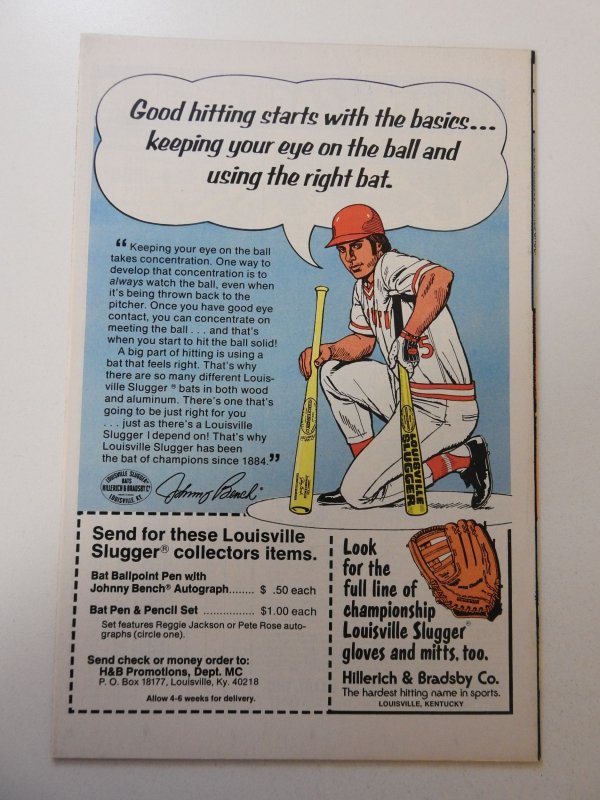 Good hitting starts with the basics...
keeping your eye on the ball and
using the right bat.
“ Keeping your eye on the ball
takes concentration. One way to
develop that concentration is to
always watch the ball, even when
it's being thrown back to the
pitcher. Once you have good eye
contact, you can concentrate on
meeting the ball . . . and that's
when you start to hit the ball solid!
A big part of hitting is using a
bat that feels right. That's why
there are so many different Louis-
ville Slugger ® bats in both wood
and aluminum. There's one that's
going to be just right for you
. . . just as there's a Louisville
Slugger I depend on! That's why
Louisville Slugger has been
the bat of champions since 1884.”
LOUISVILLE SLUGGER
BATS
HILLERICH & BRADSBY Cº
LOUISVILLE, KY.
Johnny Bench
5
LOUISVILLE
SLUGGER
Send for these Louisville
Slugger® collectors items.
Bat Ballpoint Pen with
Johnny Bench® Autograph........ $ .50 each
Bat Pen & Pencil Set ............... $1.00 each
Set features Reggie Jackson or Pete Rose auto-
graphs (circle one).
Send check or money order to:
H&B Promotions, Dept. MC
P. O. Box 18177, Louisville, Ky. 40218
Allow 4-6 weeks for delivery.
Look
for the
full line of
championship
Louisville Slugger®
gloves and mitts, too.
Hillerich & Bradsby Co.
The hardest hitting name in sports.
LOUISVILLE, KENTUCKY